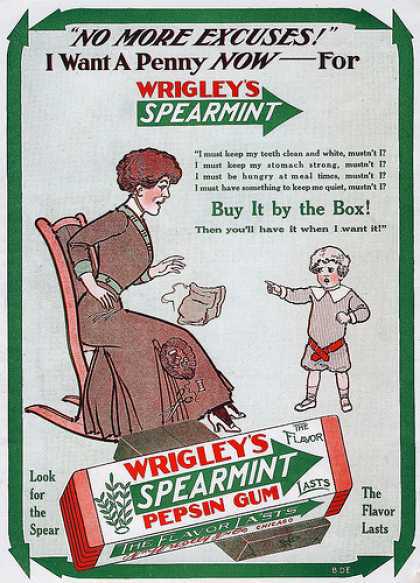 "NO MORE EXCUSES!"
I Want A Penny NOW — For
WRIGLEY'S
SPEARMINT
"I must keep my teeth clean and white, mustn't I?
I must keep my stomach strong, mustn't I?
I must be hungry at meal times, mustn't I?
I must have something to keep me quiet, mustn't I?
Buy It by the Box!
Then you'll have it when I want it!"
WRIGLEY'S
SPEARMINT
PEPSIN GUM
THE
FLAVOR
LASTS
THE FLAVOR LASTS
CHICAGO
Look
for
the
Spear
The
Flavor
Lasts